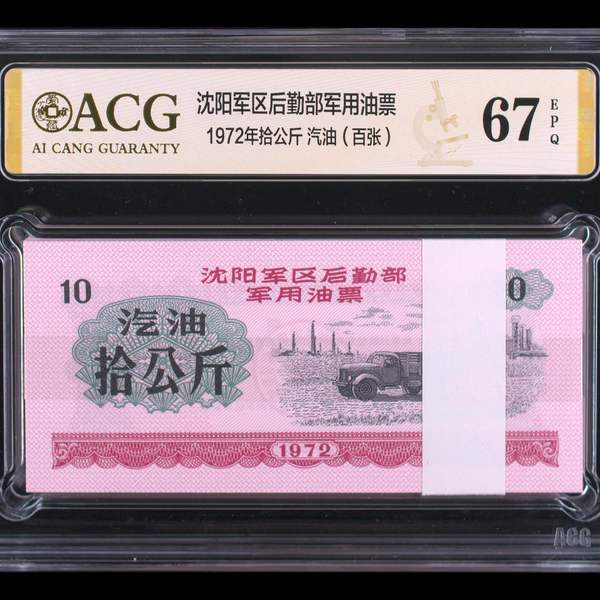 ACG
AI CANG GUARANTY
沈阳军区后勤部军用油票
1972年拾公斤 汽油（百张）
67
EPQ
沈阳军区后勤部
军用油票
10
0
汽油
拾公斤
1972
ACG